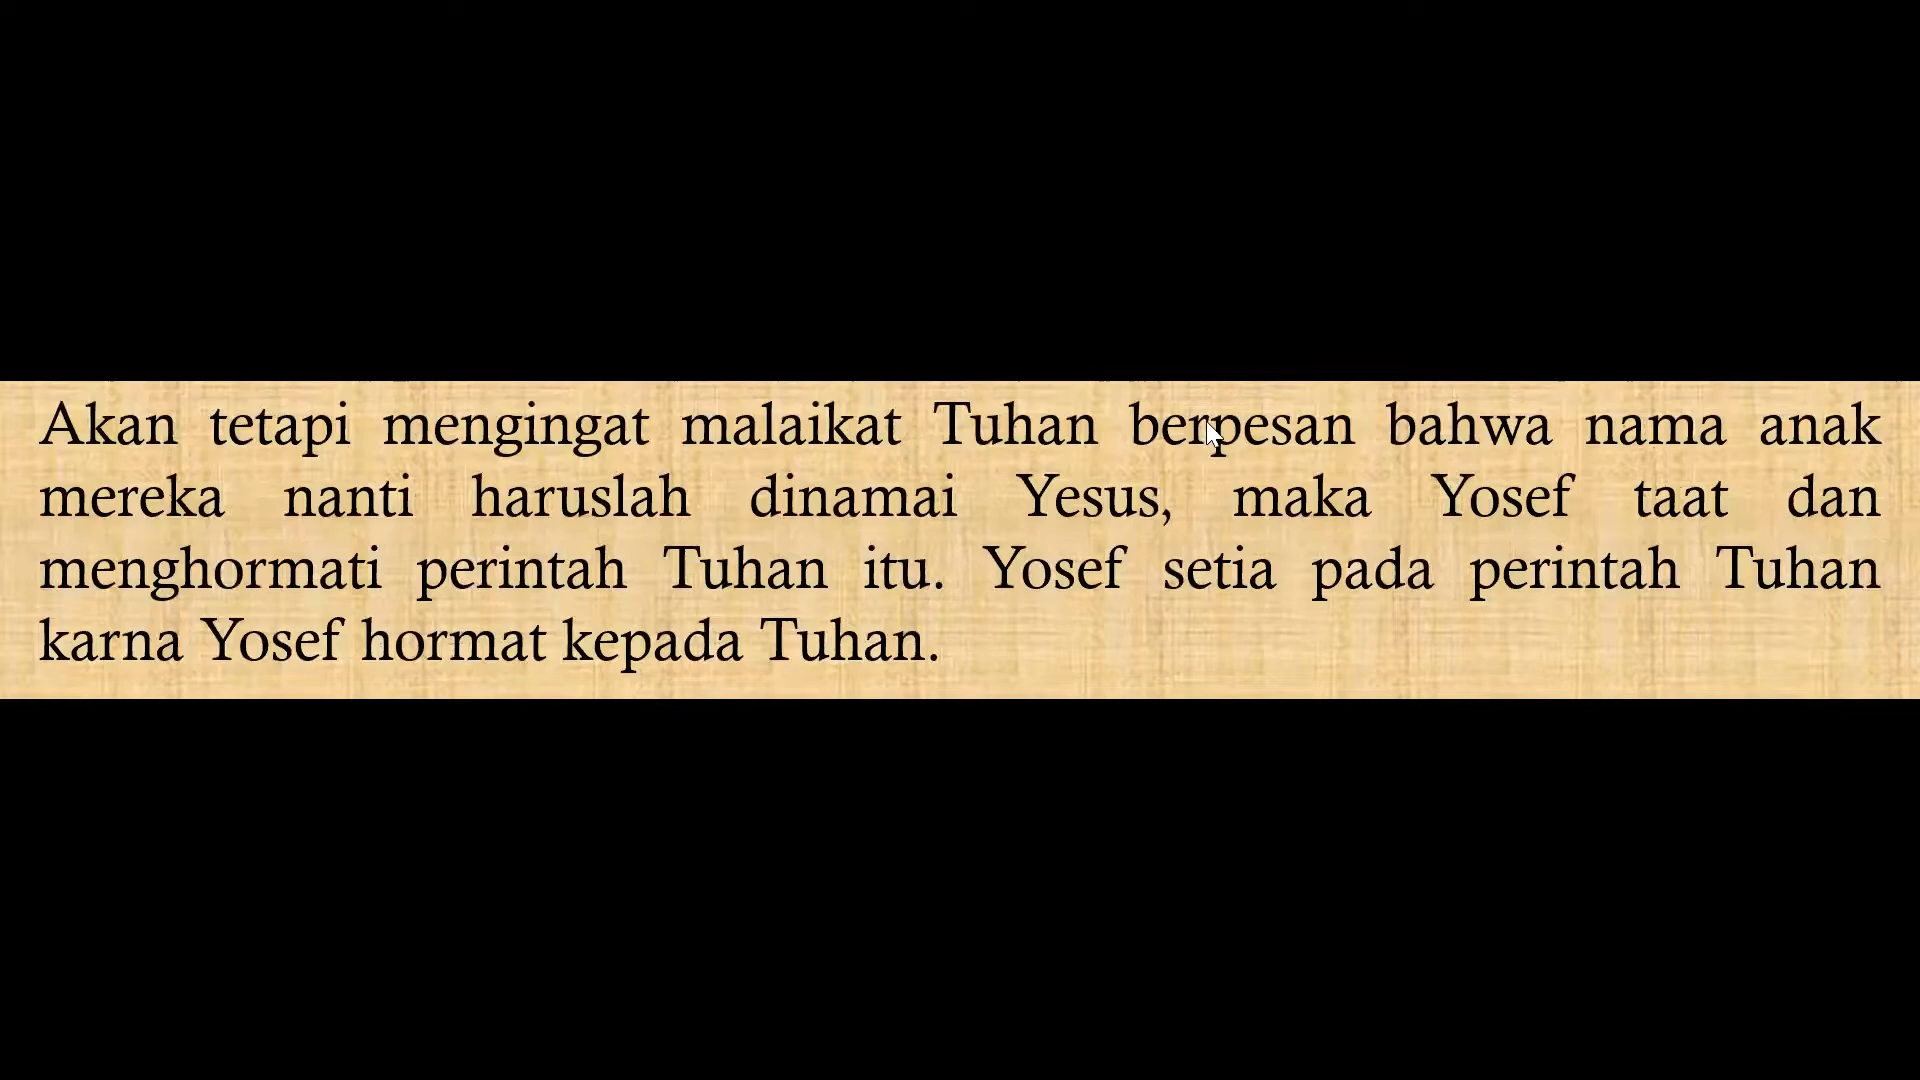 Akan tetapi mengingat malaikat Tuhan berpesan bahwa nama anak
mereka nanti haruslah dinamai Yesus, maka Yosef taat dan
menghormati perintah Tuhan itu. Yosef setia pada perintah Tuhan
karna Yosef hormat kepada Tuhan.